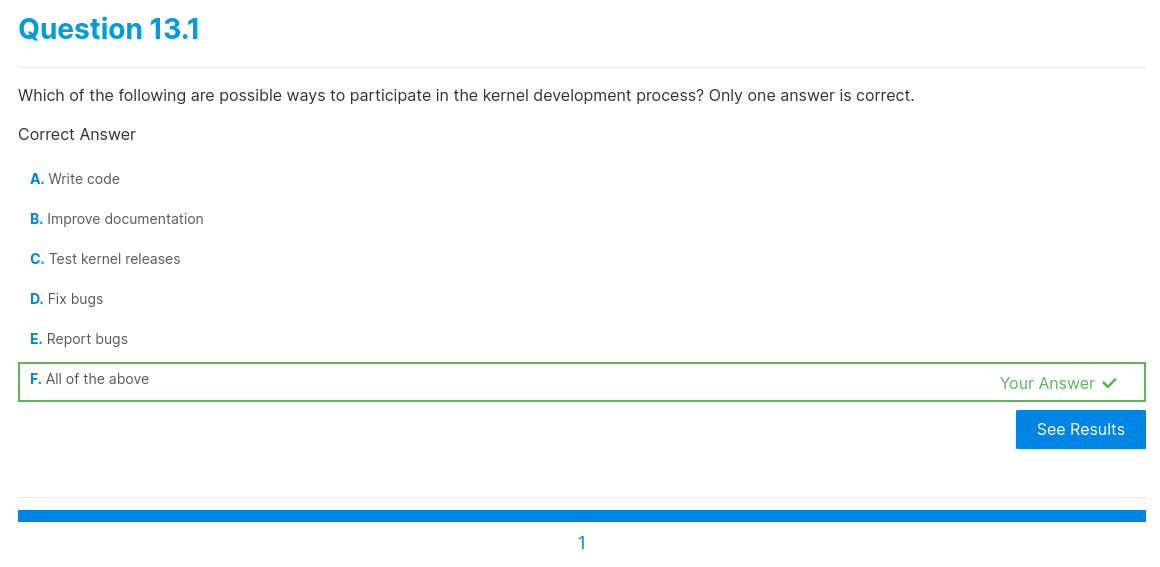 Question 13.1
Which of the following are possible ways to participate in the kernel development process? Only one answer is correct.
Correct Answer
A. Write code
B. Improve documentation
C. Test kernel releases
D. Fix bugs
E. Report bugs
F. All of the above
Your Answer
See Results
1